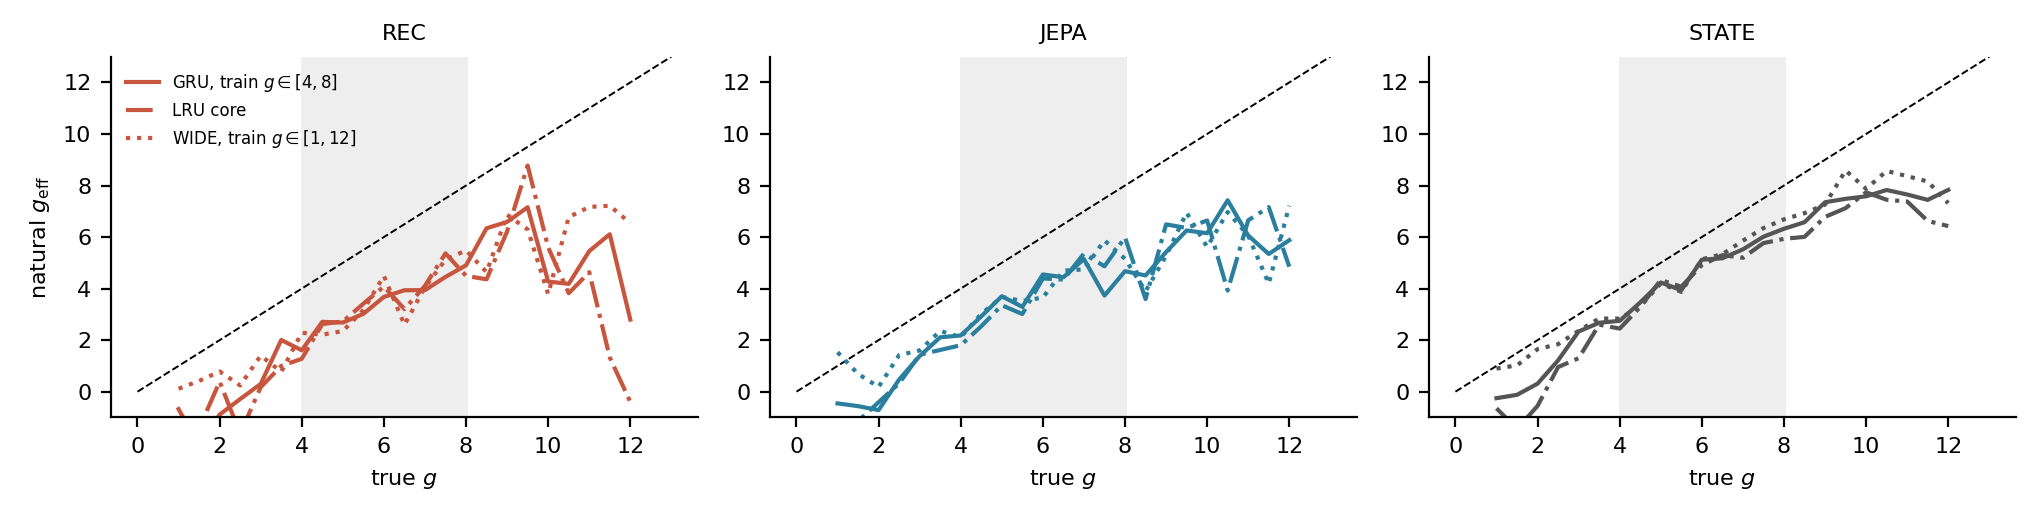 REC
12
10
8
6
4
2
0
natural g_eff
GRU, train g ∈ [4, 8]
LRU core
WIDE, train g ∈ [1, 12]
0 2 4 6 8 10 12
true g
JEPA
12
10
8
6
4
2
0
0 2 4 6 8 10 12
true g
STATE
12
10
8
6
4
2
0
0 2 4 6 8 10 12
true g